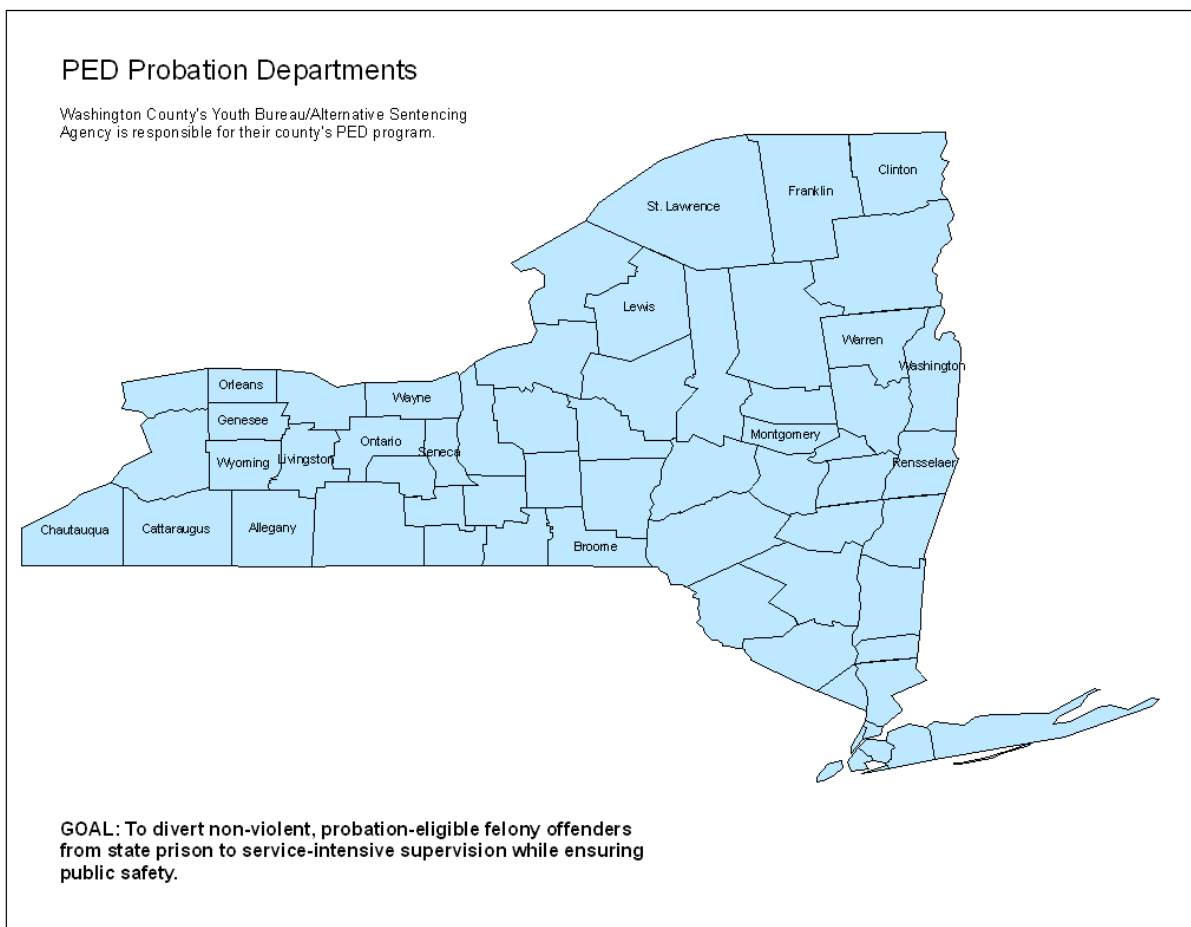 PED Probation Departments
Washington County's Youth Bureau/Alternative Sentencing
Agency is responsible for their county's PED program.
Clinton
Franklin
St. Lawrence
Lewis
Warren
Washington
Orleans
Wayne
Genesee
Montgomery
Ontario
Seneca
Wyoming
Livingston
Rensselaer
Chautauqua
Cattaraugus
Allegany
Broome
GOAL: To divert non-violent, probation-eligible felony offenders
from state prison to service-intensive supervision while ensuring
public safety.